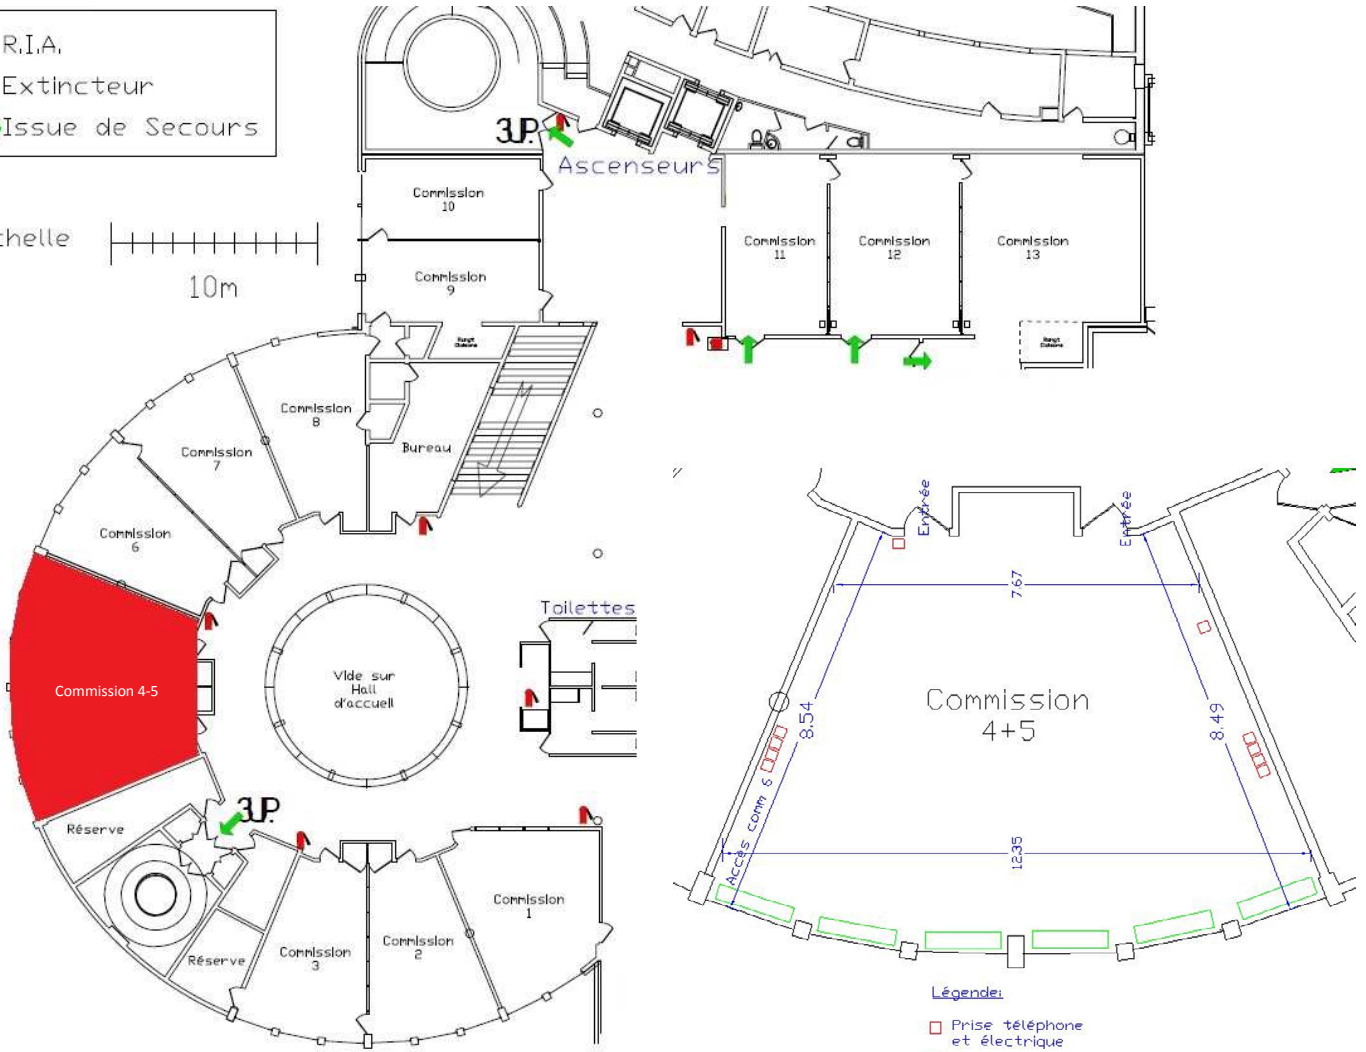 R.I.A.
Extincteur
Issue de Secours
chelle
10m
3U.P.
Ascenseurs
Commission
10
Commission
9
Commission
11
Commission
12
Commission
13
Rangt
Commission
8
Commission
7
Bureau
Commission
6
Commission 4-5
Vide sur
Hall
d'accueil
Toilettes
Réserve
3U.P.
Réserve
Commission
3
Commission
2
Commission
1
Entrée
Entrée
7.67
8.54
8.49
Commission
4+5
Accès comm 6
12.35
Légende:
Prise téléphone
et électrique